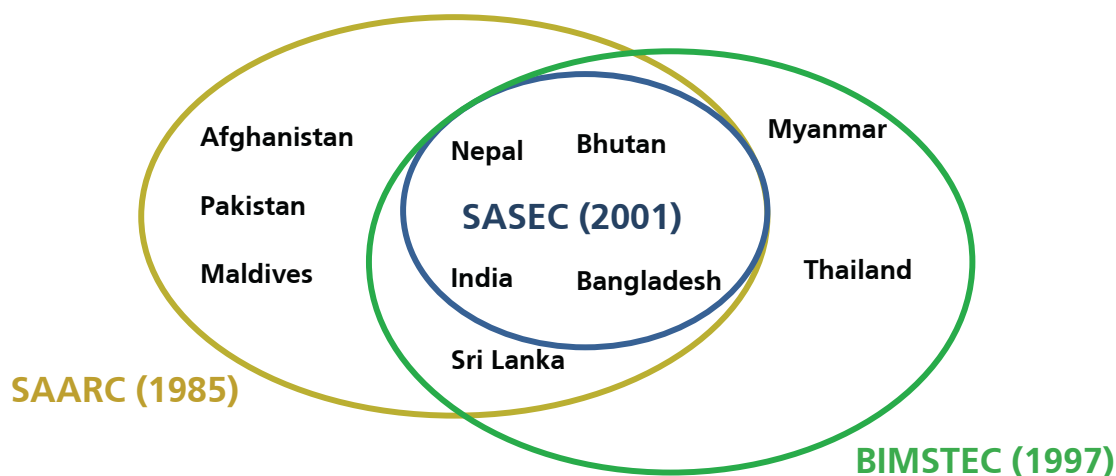 Afghanistan
Nepal
Bhutan
Myanmar
Pakistan
SASEC (2001)
Maldives
India
Bangladesh
Thailand
Sri Lanka
SAARC (1985)
BIMSTEC (1997)